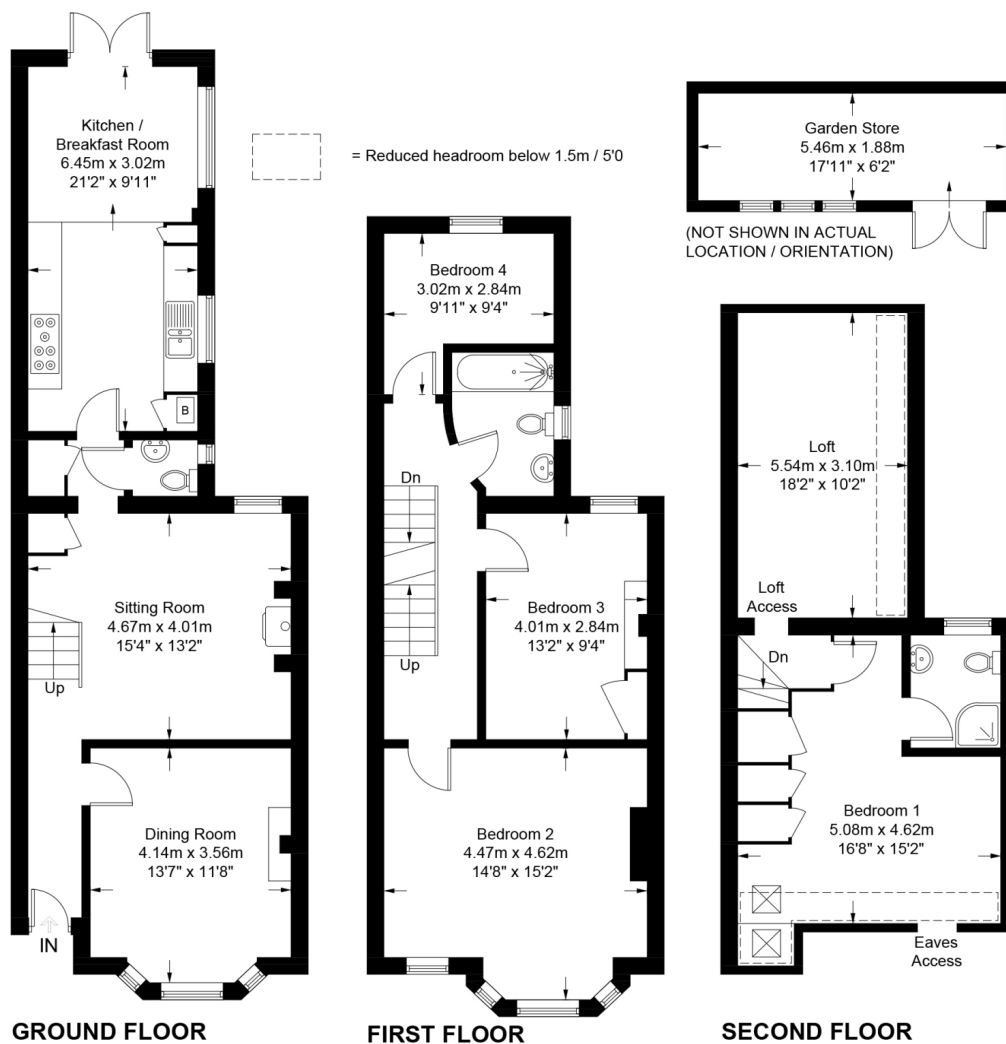 Kitchen /
Breakfast Room
6.45m x 3.02m
21'2" x 9'11"
= Reduced headroom below 1.5m / 5'0
Garden Store
5.46m x 1.88m
17'11" x 6'2"
(NOT SHOWN IN ACTUAL
LOCATION / ORIENTATION)
B
Sitting Room
4.67m x 4.01m
15'4" x 13'2"
Up
Dining Room
4.14m x 3.56m
13'7" x 11'8"
IN
GROUND FLOOR
Bedroom 4
3.02m x 2.84m
9'11" x 9'4"
Dn
Bedroom 3
4.01m x 2.84m
13'2" x 9'4"
Up
Bedroom 2
4.47m x 4.62m
14'8" x 15'2"
FIRST FLOOR
Loft
5.54m x 3.10m
18'2" x 10'2"
Loft
Access
Dn
Bedroom 1
5.08m x 4.62m
16'8" x 15'2"
Eaves
Access
SECOND FLOOR